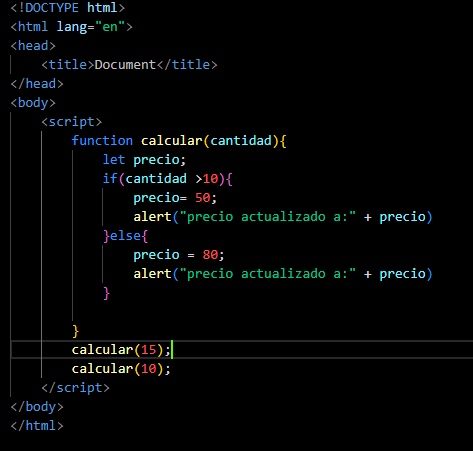 <!DOCTYPE html>
<html lang="en">
<head>
    <title>Document</title>
</head>
<body>
    <script>
        function calcular(cantidad){
            let precio;
            if(cantidad >10){
                precio= 50;
                alert("precio actualizado a:" + precio)
            }else{
                precio = 80;
                alert("precio actualizado a:" + precio)
            }

        }
        calcular(15);
        calcular(10);
    </script>
</body>
</html>